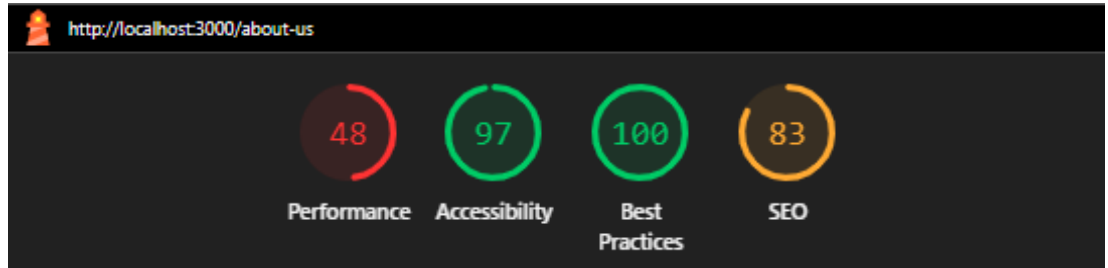 http://localhost:3000/about-us
48 97 100 83
Performance Accessibility Best Practices SEO